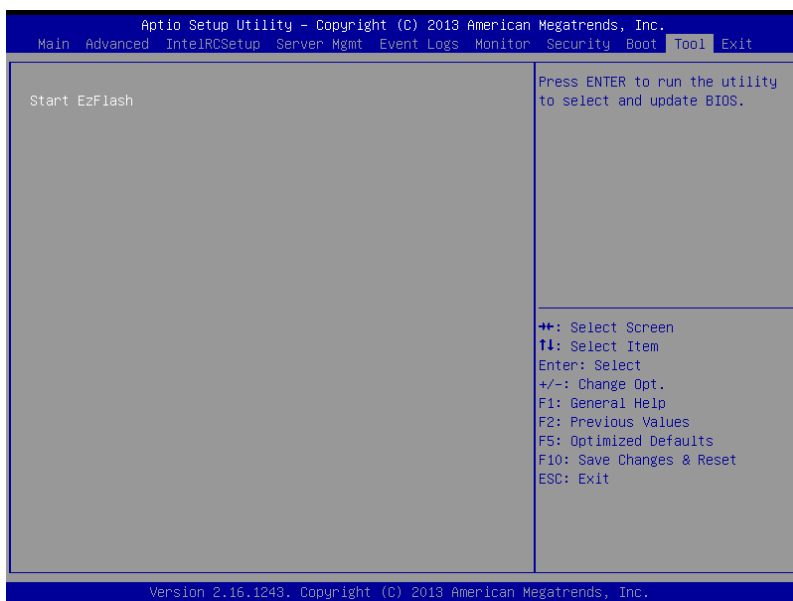 Aptio Setup Utility – Copyright (C) 2013 American Megatrends, Inc.
Main Advanced IntelRCSetup Server Mgmt Event Logs Monitor Security Boot Tool Exit
Start EzFlash
Press ENTER to run the utility
to select and update BIOS.
→←: Select Screen
↑↓: Select Item
Enter: Select
+/-: Change Opt.
F1: General Help
F2: Previous Values
F5: Optimized Defaults
F10: Save Changes & Reset
ESC: Exit
Version 2.16.1243. Copyright (C) 2013 American Megatrends, Inc.